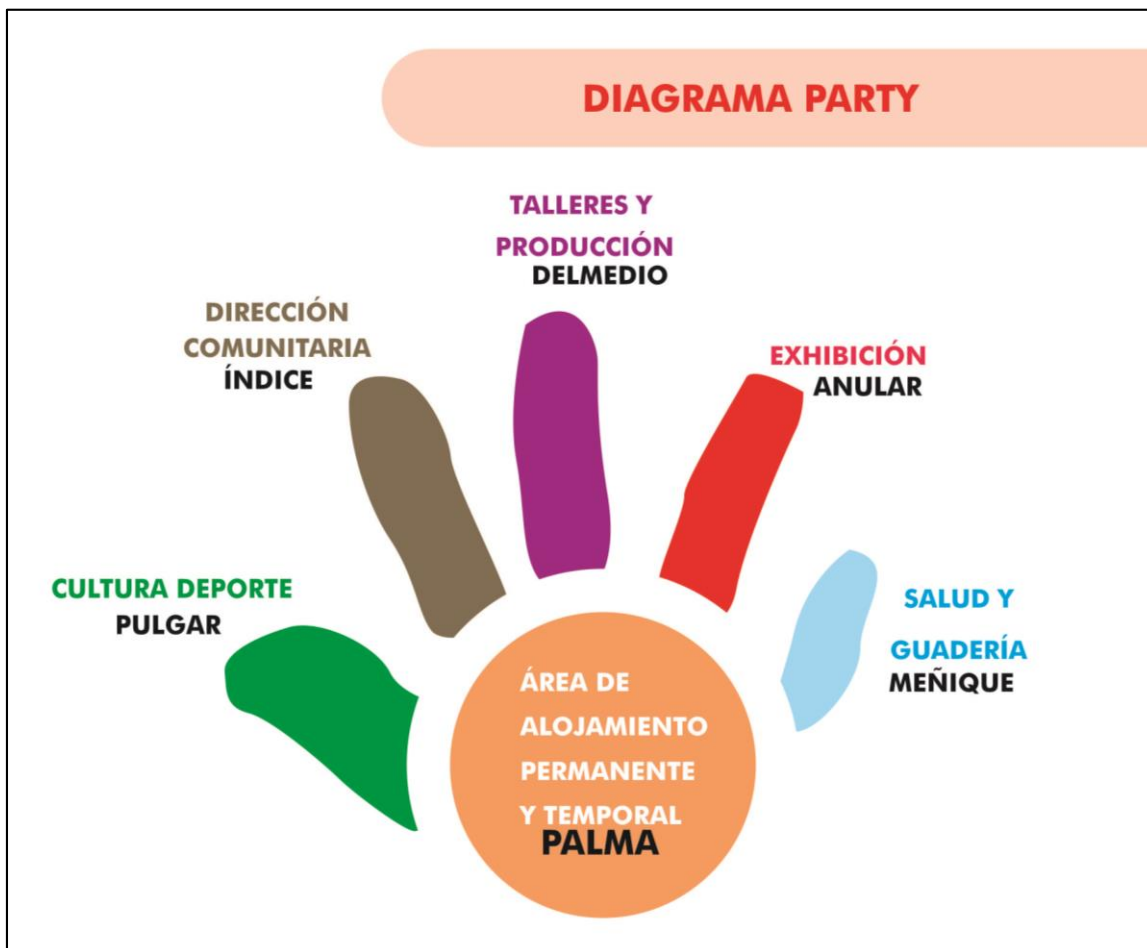 DIAGRAMA PARTY
TALLERES Y
PRODUCCIÓN
DELMEDIO
DIRECCIÓN
COMUNITARIA
ÍNDICE
EXHIBICIÓN
ANULAR
CULTURA DEPORTE
PULGAR
SALUD Y
GUADERÍA
MEÑIQUE
ÁREA DE
ALOJAMIENTO
PERMANENTE
Y TEMPORAL
PALMA